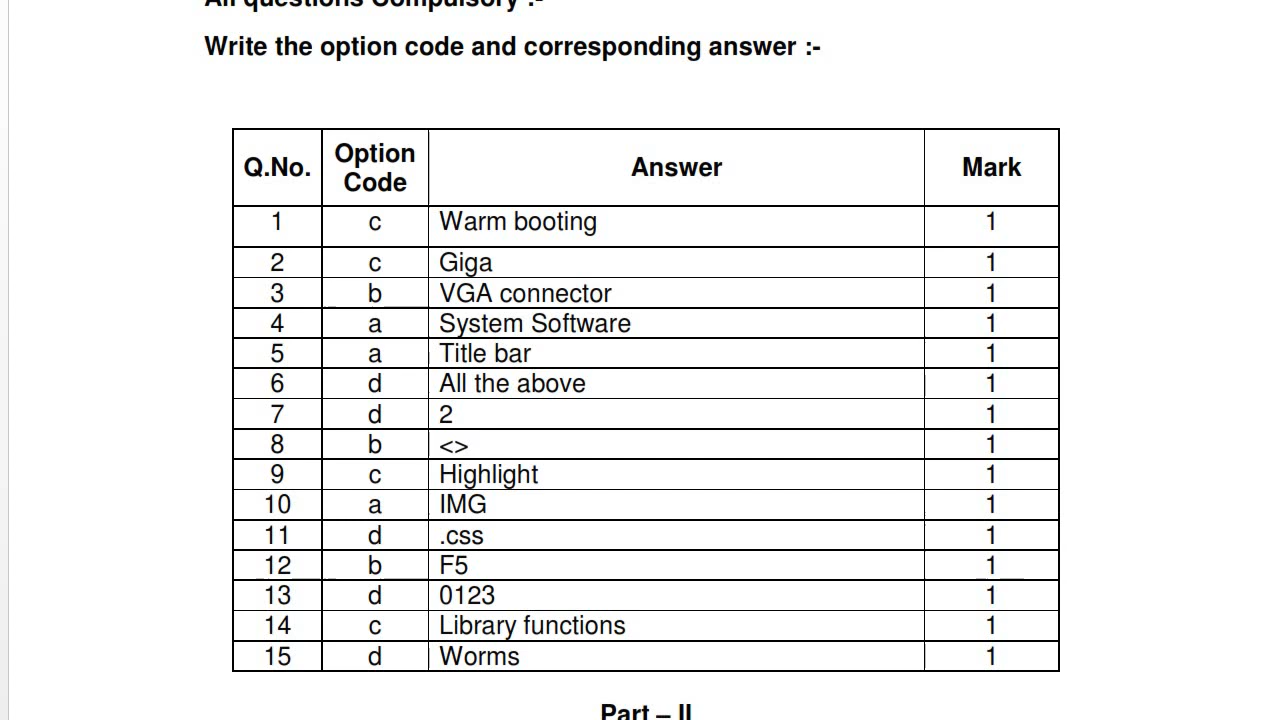 All questions Compulsory :-
Write the option code and corresponding answer :-
Q.No. Option Code Answer Mark
1 c Warm booting 1
2 c Giga 1
3 b VGA connector 1
4 a System Software 1
5 a Title bar 1
6 d All the above 1
7 d 2 1
8 b <> 1
9 c Highlight 1
10 a IMG 1
11 d .css 1
12 b F5 1
13 d 0123 1
14 c Library functions 1
15 d Worms 1
Part – II